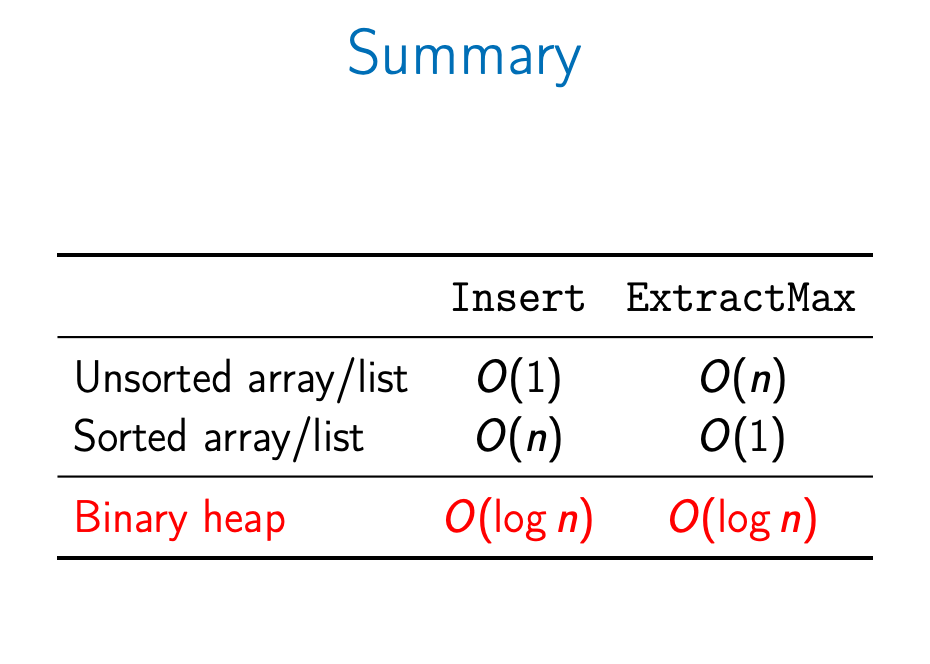 Summary
Insert ExtractMax
Unsorted array/list O(1) O(n)
Sorted array/list O(n) O(1)
Binary heap O(log n) O(log n)